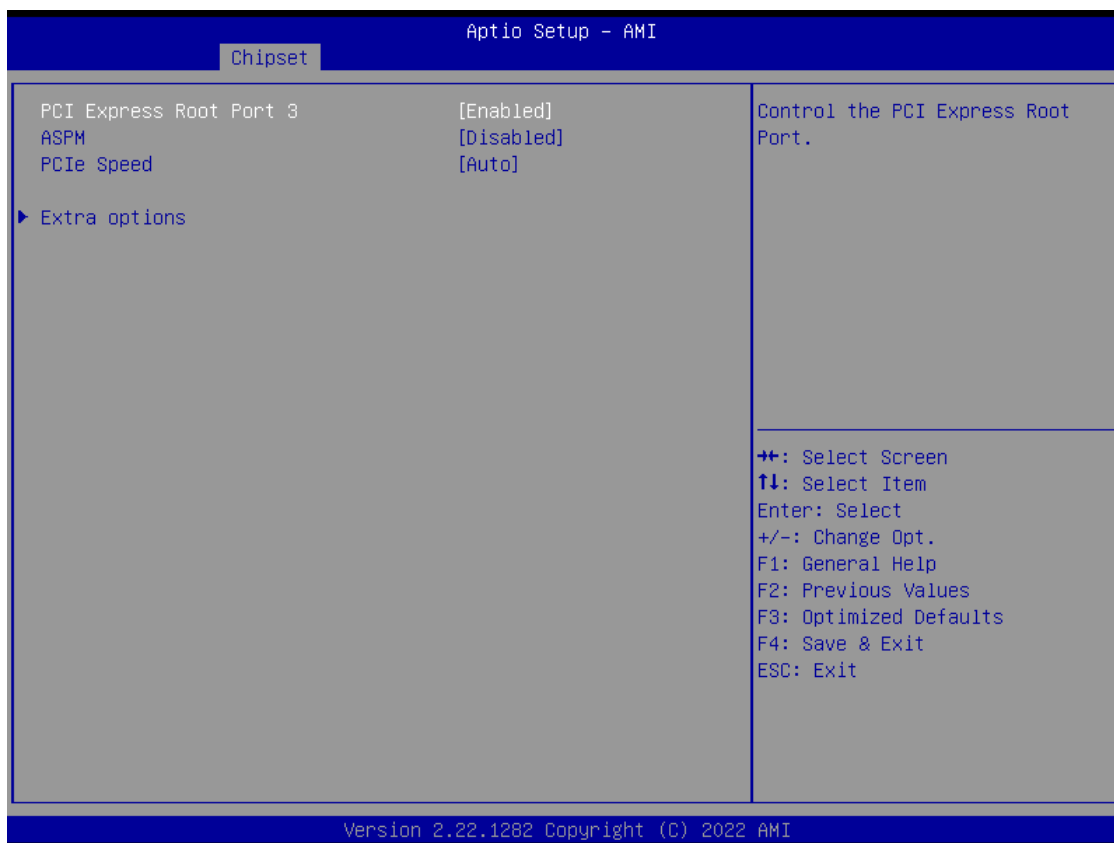 Aptio Setup – AMI
Chipset
PCI Express Root Port 3 [Enabled]
ASPM [Disabled]
PCIe Speed [Auto]
▶ Extra options
Control the PCI Express Root
Port.
→←: Select Screen
↑↓: Select Item
Enter: Select
+/-: Change Opt.
F1: General Help
F2: Previous Values
F3: Optimized Defaults
F4: Save & Exit
ESC: Exit
Version 2.22.1282 Copyright (C) 2022 AMI